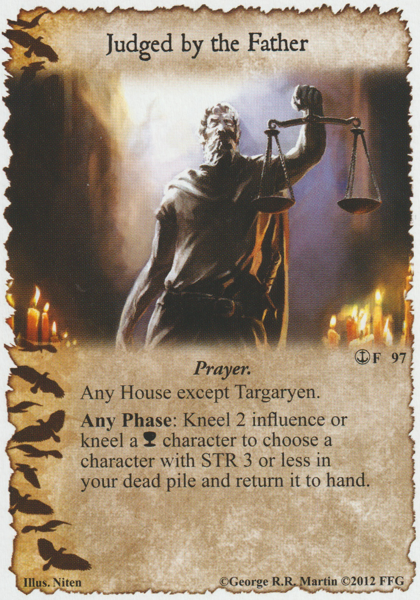 Judged by the Father
F 97
Prayer.
Any House except Targaryen.
Any Phase: Kneel 2 influence or
kneel a character to choose a
character with STR 3 or less in
your dead pile and return it to hand.
Illus. Niten ©George R.R. Martin ©2012 FFG